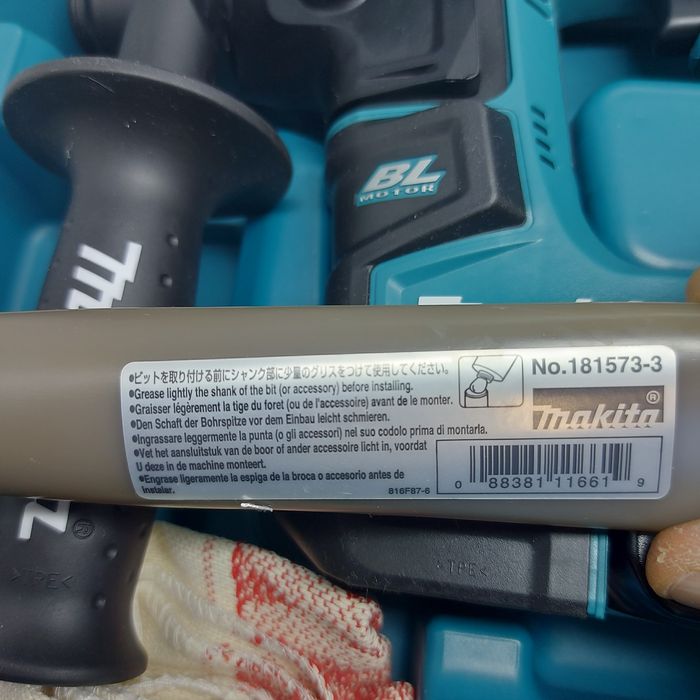 BL
MOTOR
•ビットを取り付ける前にシャンク部に少量のグリスをつけて使用してください。
•Grease lightly the shank of the bit (or accessory) before installing.
•Graisser légèrement la tige du foret (ou de l'accessoire) avant de le monter.
•Den Schaft der Bohrspitze vor dem Einbau leicht schmieren.
•Ingrassare leggermente la punta (o gli accessori) nel suo codolo prima di montarla.
•Vet het aansluitstuk van de boor of ander accessoire licht in, voordat
U deze in de machine monteert.
•Engrase ligeramente la espiga de la broca o accesorio antes de
instalar.
816F87-6
No.181573-3
makita®
0 88381 11661 9
>TPE<
>TPE<